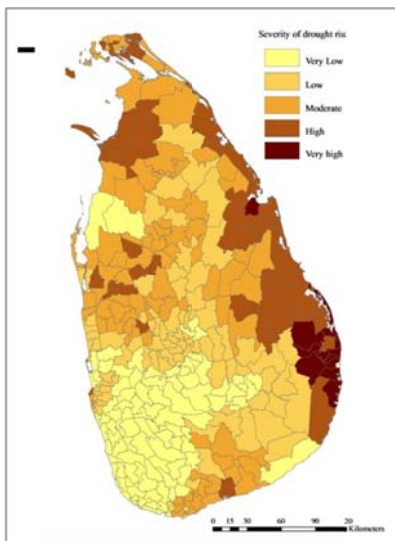 Severity of drought risk
Very Low
Low
Moderate
High
Very high
0 15 30 60 90 20
Kilometers